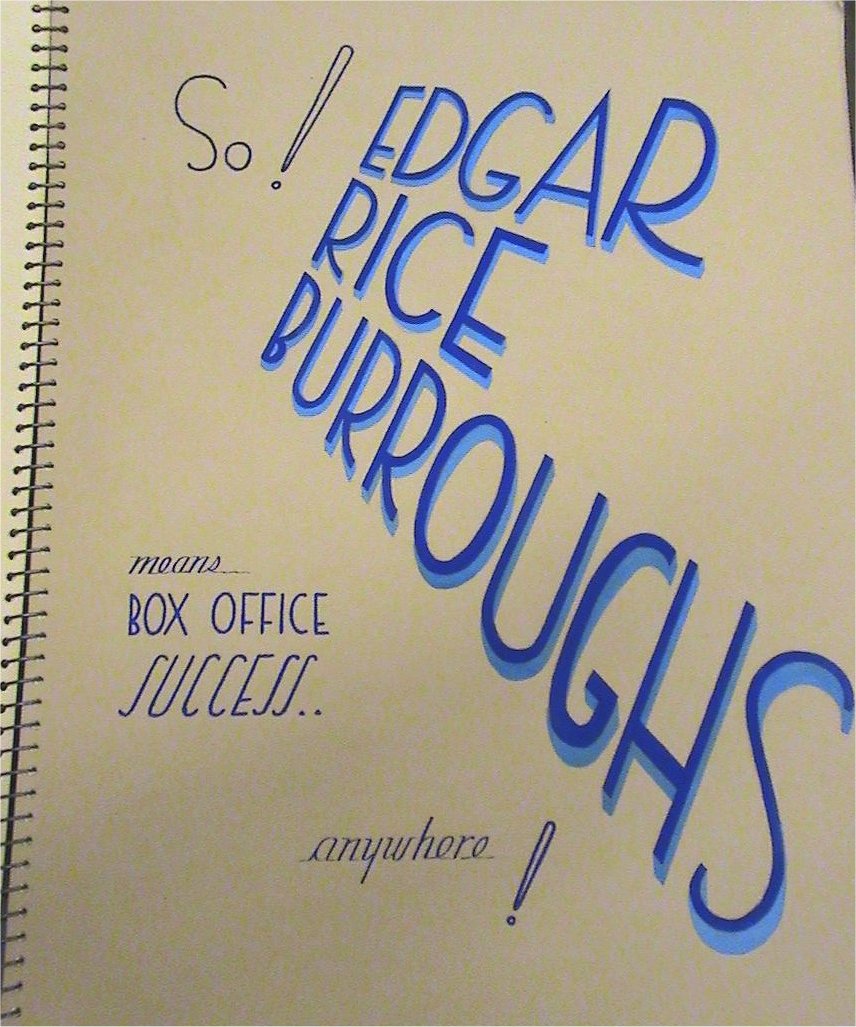 So!
EDGAR
RICE
BURROUGHS
means
BOX OFFICE
SUCCESS..
anywhere!